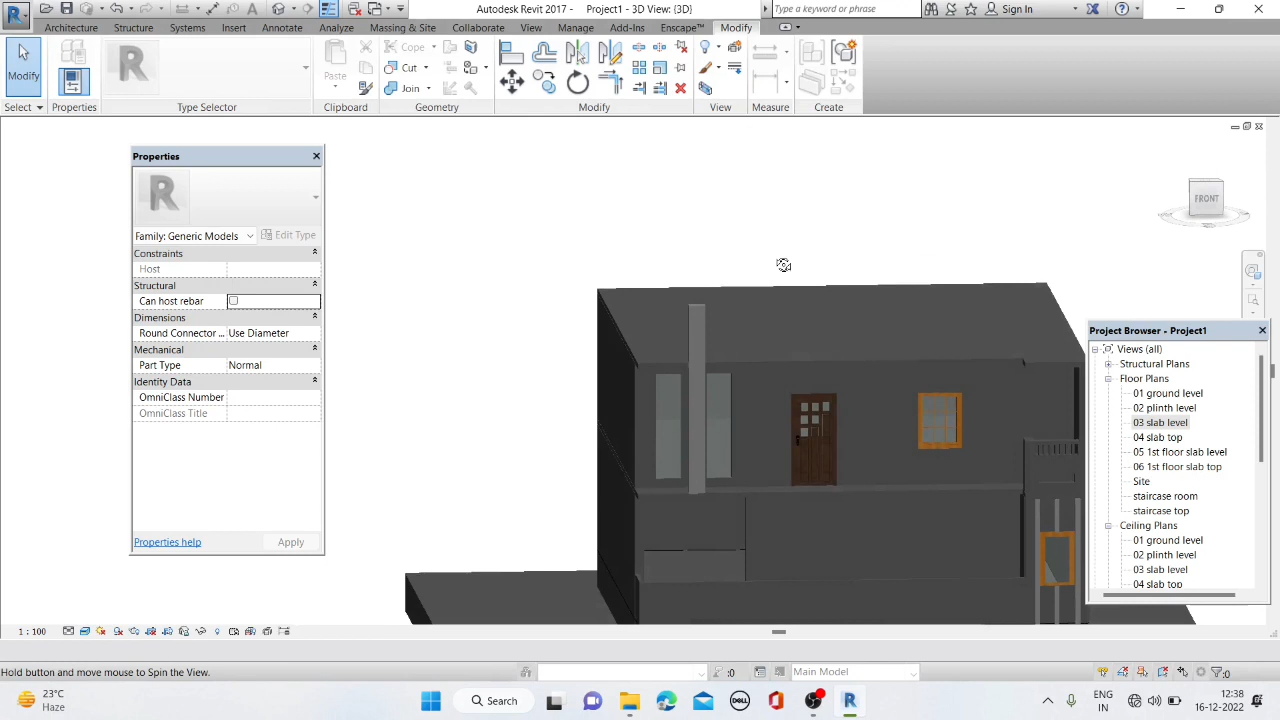 Autodesk Revit 2017 - Project1 - 3D View: {3D}
Type a keyword or phrase
Sign In
Architecture Structure Systems Insert Annotate Analyze Massing & Site Collaborate View Manage Add-Ins Escape™ Modify
Modify
Paste
Cope
Cut
Join
Select Properties Type Selector Clipboard Geometry Modify View Measure Create
Properties
Family: Generic Models Edit Type
Constraints
Host
Structural
Can host rebar
Dimensions
Round Connector ... Use Diameter
Mechanical
Part Type Normal
Identity Data
OmniClass Number
OmniClass Title
Properties help Apply
FRONT
Project Browser - Project1
Views (all)
Structural Plans
Floor Plans
01 ground level
02 plinth level
03 slab level
04 slab top
05 1st floor slab level
06 1st floor slab top
Site
staircase room
staircase top
Ceiling Plans
01 ground level
02 plinth level
03 slab level
04 slab top
1 : 100
Hold button and move mouse to Spin the View.
:0
Main Model
:0
23°C
Haze
Search
DELL
ENG
IN
12:38
16-12-2022